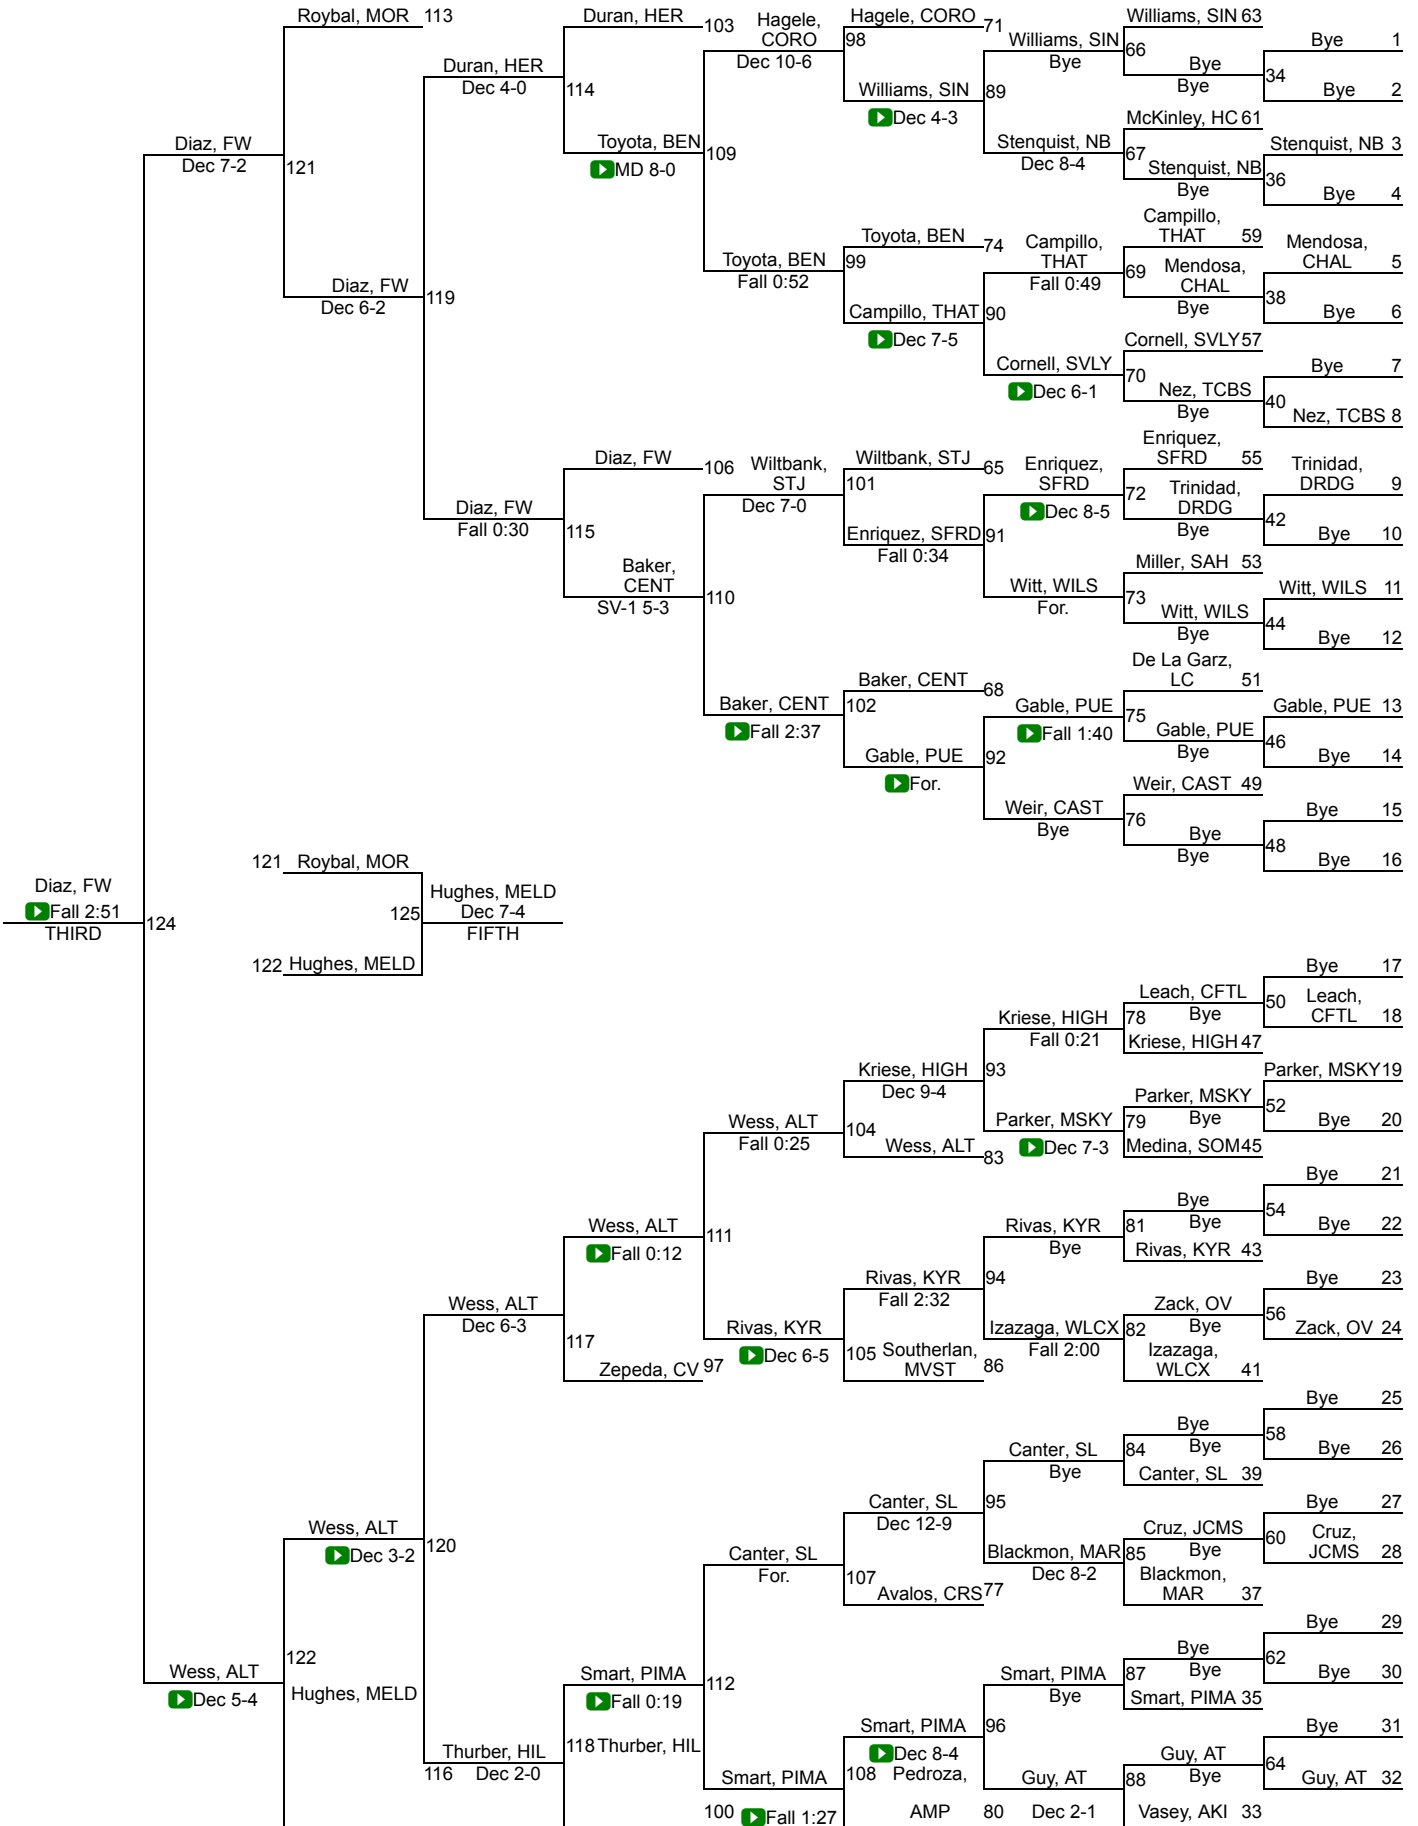 Roybal, MOR 113
Duran, HER
103
Hagele,
CORO
Dec 10-6
Hagele, CORO
71
98
Williams, SIN
Bye
Williams, SIN 63
66
Bye
Bye
Bye 1
34
Bye 2
Duran, HER
Dec 4-0
114
Williams, SIN
Dec 4-3
89
McKinley, HC 61
Stenquist, NB 3
Toyota, BEN
MD 8-0
109
Stenquist, NB
Dec 8-4
67
Stenquist, NB
Bye
36
Bye 4
Diaz, FW
Dec 7-2
121
Campillo,
THAT 59
Toyota, BEN
74
Campillo,
THAT
Fall 0:49
Mendosa,
CHAL 5
Toyota, BEN
Fall 0:52
99
69
Mendosa,
CHAL
Bye
38
Bye 6
Diaz, FW
Dec 6-2
119
Campillo, THAT
Dec 7-5
90
Cornell, SVLY 57
Bye 7
Cornell, SVLY
Dec 6-1
70
Nez, TCBS
Bye
40
Nez, TCBS 8
Diaz, FW
106
Wiltbank,
STJ
Dec 7-0
Wiltbank, STJ
65
101
Enriquez,
SFRD
Dec 8-5
Enriquez,
SFRD 55
72
Trinidad,
DRDG
Bye
Trinidad,
DRDG 9
42
Bye 10
Diaz, FW
Fall 0:30
115
Enriquez, SFRD
Fall 0:34
91
Miller, SAH 53
Witt, WILS 11
Baker,
CENT
SV-1 5-3
110
Witt, WILS
For.
73
Witt, WILS
Bye
44
Bye 12
De La Garz,
LC 51
Baker, CENT
68
Baker, CENT
Fall 2:37
102
Gable, PUE
Fall 1:40
75
Gable, PUE
Bye
Gable, PUE 13
46
Bye 14
Gable, PUE
For.
92
Weir, CAST 49
Weir, CAST
Bye
76
Bye
Bye
Bye 15
48
Bye 16
121 Roybal, MOR
Diaz, FW
Fall 2:51
THIRD
124
125
Hughes, MELD
Dec 7-4
FIFTH
122 Hughes, MELD
Bye 17
Leach, CFTL
Bye
50
Leach,
CFTL 18
Kriese, HIGH
Fall 0:21
78
Kriese, HIGH 47
Kriese, HIGH
Dec 9-4
93
Parker, MSKY 19
Parker, MSKY
Bye
52
Bye 20
Wess, ALT
Fall 0:25
104
Wess, ALT
83
Parker, MSKY
Dec 7-3
79
Medina, SOM 45
Bye 21
Wess, ALT
Fall 0:12
111
Rivas, KYR
Bye
81
Bye
Bye
54
Bye 22
Rivas, KYR 43
Rivas, KYR
Fall 2:32
94
Bye 23
Wess, ALT
Dec 6-3
117
Rivas, KYR
Dec 6-5
105
Southerlan,
MVST 86
Izazaga, WLCX
Fall 2:00
82
Zack, OV
Bye
56
Zack, OV 24
Izazaga,
WLCX 41
Zepeda, CV 97
Bye 25
Canter, SL
Bye
84
Bye
Bye
58
Bye 26
Canter, SL 39
Canter, SL
Dec 12-9
95
Bye 27
Wess, ALT
Dec 3-2
120
Canter, SL
For.
107
Avalos, CRS 77
Blackmon, MAR
Dec 8-2
85
Cruz, JCMS
Bye
60
Cruz,
JCMS 28
Blackmon,
MAR 37
Bye 29
Wess, ALT
Dec 5-4
122
Hughes, MELD
Smart, PIMA
Fall 0:19
112
Smart, PIMA
Bye
87
Bye
Bye
62
Bye 30
Smart, PIMA 35
Smart, PIMA
Dec 8-4
96
Bye 31
Thurber, HIL
116 Dec 2-0
118 Thurber, HIL
Smart, PIMA
100 Fall 1:27
108 Pedroza,
AMP 80
Guy, AT
Dec 2-1
88
Guy, AT
Bye
64
Guy, AT 32
Vasey, AKI 33